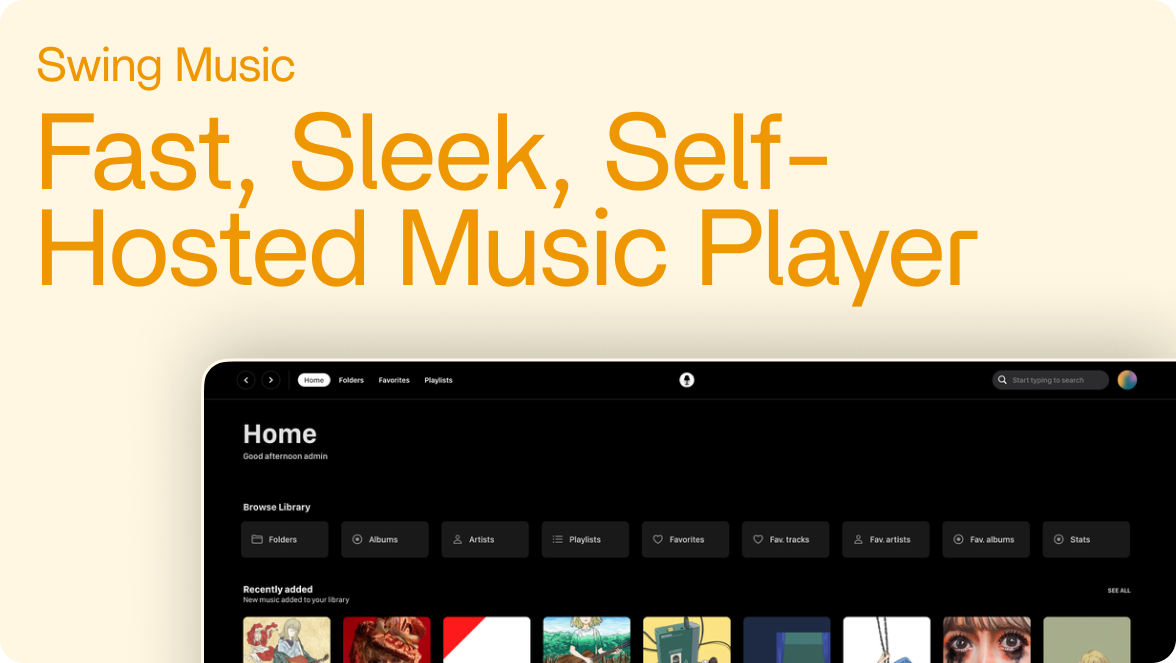 Swing Music
Fast, Sleek, Self-
Hosted Music Player
Home
Folders
Favorites
Playlists
Start typing to search
Home
Good afternoon admin
Browse Library
Folders
Albums
Artists
Playlists
Favorites
Fav. tracks
Fav. artists
Fav. albums
Stats
Recently added
SEE ALL
New music added to your library